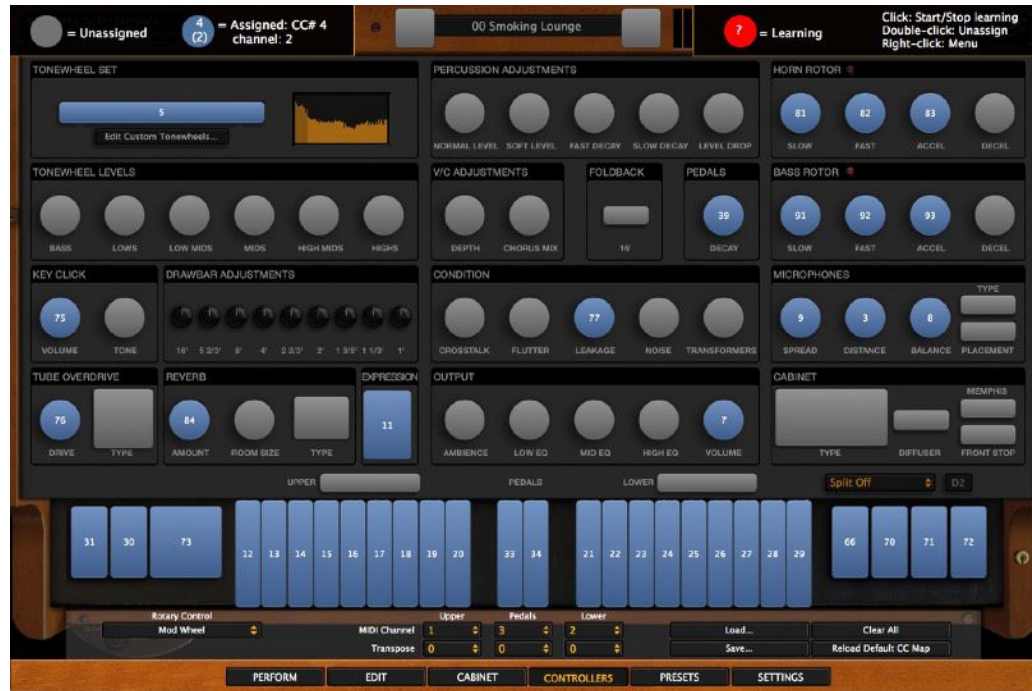 = Unassigned
4
(2)
= Assigned: CC# 4
channel: 2
00 Smoking Lounge
?
= Learning
Click: Start/Stop learning
Double-click: Unassign
Right-click: Menu
TONEWHEEL SET
5
Edit Custom Tonewheels...
PERCUSSION ADJUSTMENTS
NORMAL LEVEL SOFT LEVEL FAST DECAY SLOW DECAY LEVEL DROP
HORN ROTOR
81 82 83
SLOW FAST ACCEL DECEL
TONEWHEEL LEVELS
BASS LOWS LOW MIDS MIDS HIGH MIDS HIGHS
V/C ADJUSTMENTS
DEPTH CHORUS MIX
FOLDBACK
16'
PEDALS
39
DECAY
BASS ROTOR
91 92 93
SLOW FAST ACCEL DECEL
KEY CLICK
75
VOLUME TONE
DRAWBAR ADJUSTMENTS
16' 5 2/3' 8' 4' 2 2/3' 2' 1 3/5' 1 1/3' 1'
CONDITION
77
CROSSTALK FLUTTER LEAKAGE NOISE TRANSFORMERS
MICROPHONES
TYPE
9 3 8
SPREAD DISTANCE BALANCE PLACEMENT
TUBE OVERDRIVE
76
DRIVE TYPE
REVERB
84
AMOUNT ROOM SIZE TYPE
EXPRESSION
11
OUTPUT
7
AMBIENCE LOW EQ MID EQ HIGH EQ VOLUME
CABINET
MEMPHIS
TYPE DIFFUSER FRONT STOP
UPPER PEDALS LOWER Split Off D2
31 30 73 12 13 14 15 16 17 18 19 20 33 34 21 22 23 24 25 26 27 28 29 66 70 71 72
Rotary Control Upper Pedals Lower
Mod Wheel MIDI Channel 1 3 2 Load... Clear All
Transpose 0 0 0 Save... Reload Default CC Map
PERFORM EDIT CABINET CONTROLLERS PRESETS SETTINGS